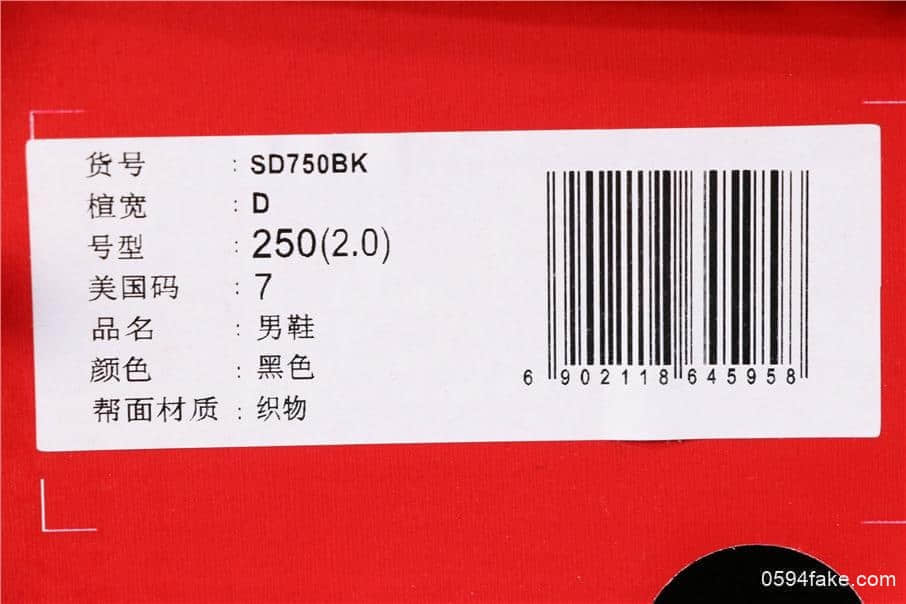 货号 : SD750BK
楦宽 : D
号型 : 250(2.0)
美国码 : 7
品名 : 男鞋
颜色 : 黑色
帮面材质 : 织物
6 902118 645958
0594fake.com